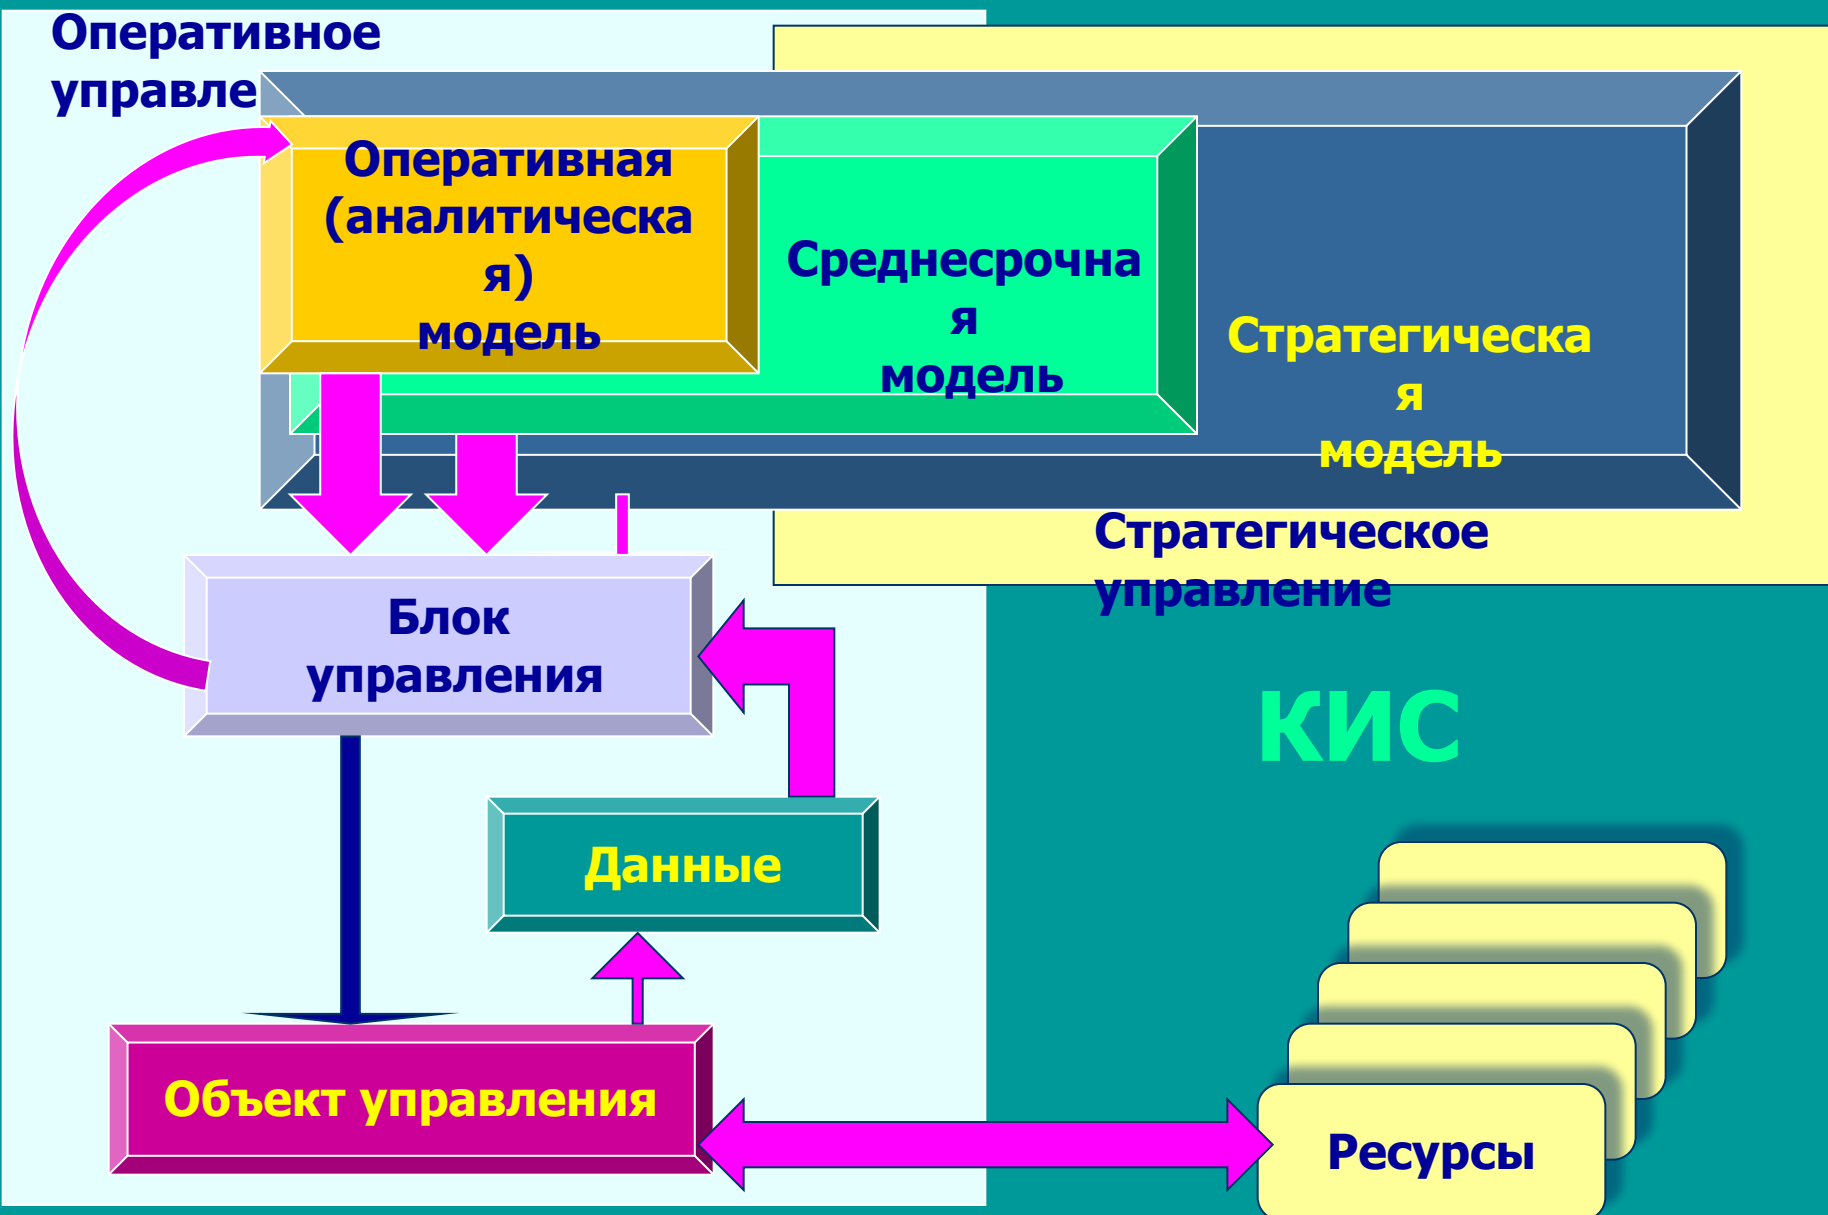 Оперативное
управле
Оперативная
(аналитическа
я)
модель
Среднесрочна
я
модель
Стратегическа
я
модель
Стратегическое
управление
Блок
управления
КИС
Данные
Объект управления
Ресурсы